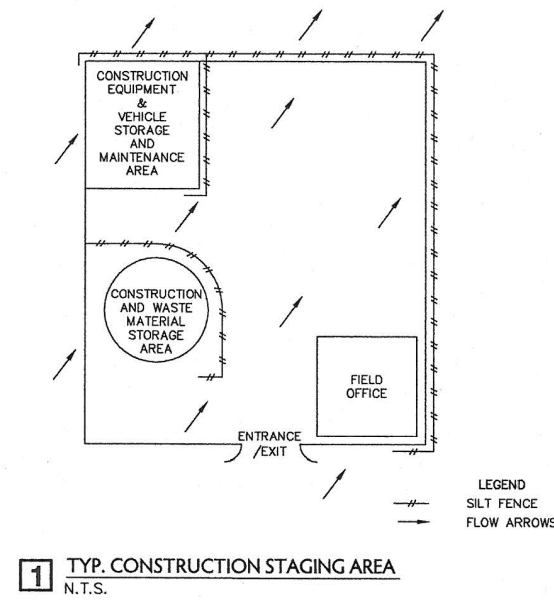 CONSTRUCTION
EQUIPMENT
&
VEHICLE
STORAGE
AND
MAINTENANCE
AREA
CONSTRUCTION
AND WASTE
MATERIAL
STORAGE
AREA
FIELD
OFFICE
ENTRANCE
/EXIT
LEGEND
SILT FENCE
FLOW ARROWS
1 TYP. CONSTRUCTION STAGING AREA
N.T.S.